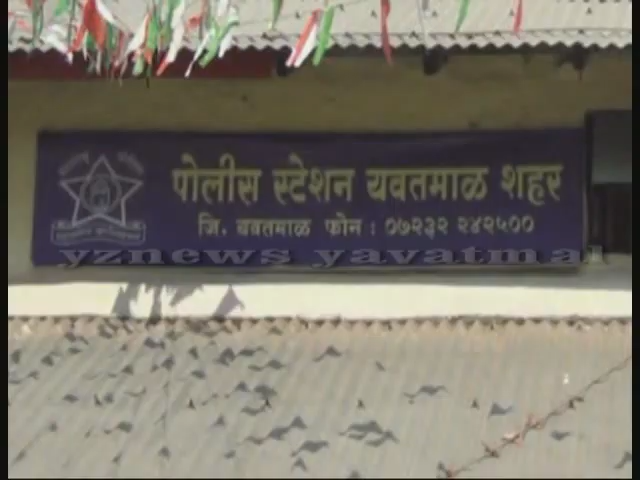 पोलीस स्टेशन यवतमाळ शहर
जि. यवतमाळ फोन : ०७२३२ २४२५००
yznews yavatmal